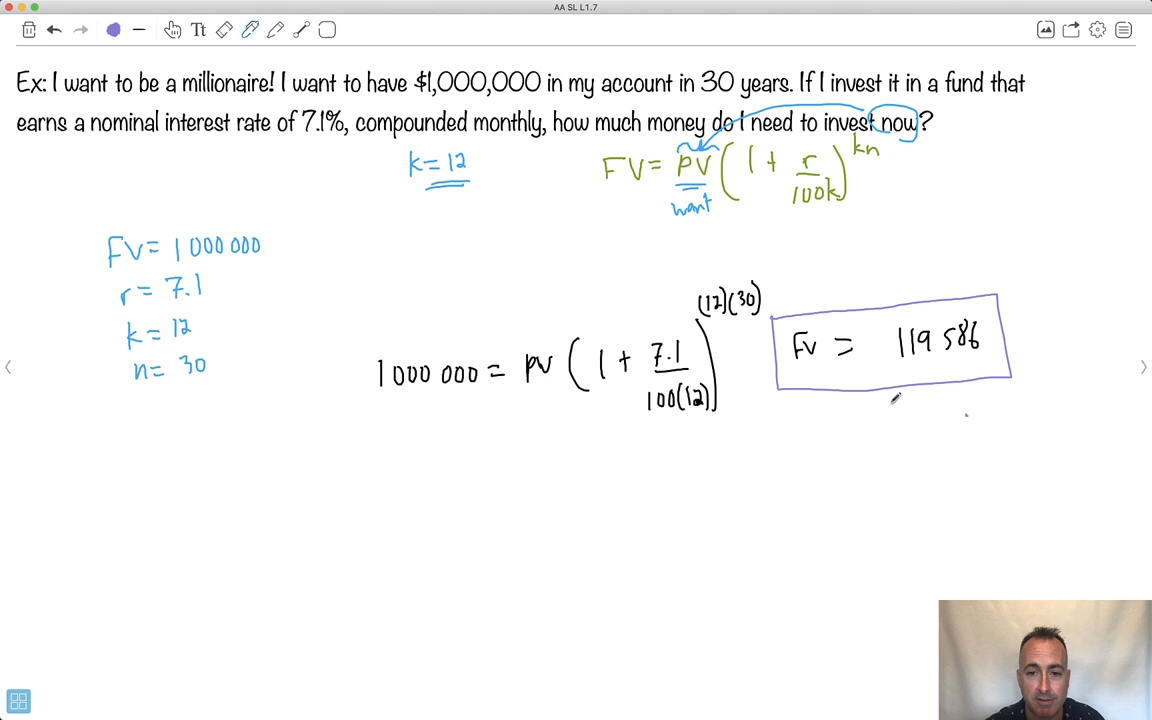 AA SL L1.7
Tt
Ex: I want to be a millionaire! I want to have $1,000,000 in my account in 30 years. If I invest it in a fund that
earns a nominal interest rate of 7.1%, compounded monthly, how much money do I need to invest now?
k=12
FV= PV(1 + r/100k)^kn
want
FV= 1 000 000
r= 7.1
k= 12
n= 30
1 000 000 = PV (1 + 7.1/100(12))^(12)(30)
FV = 119 586